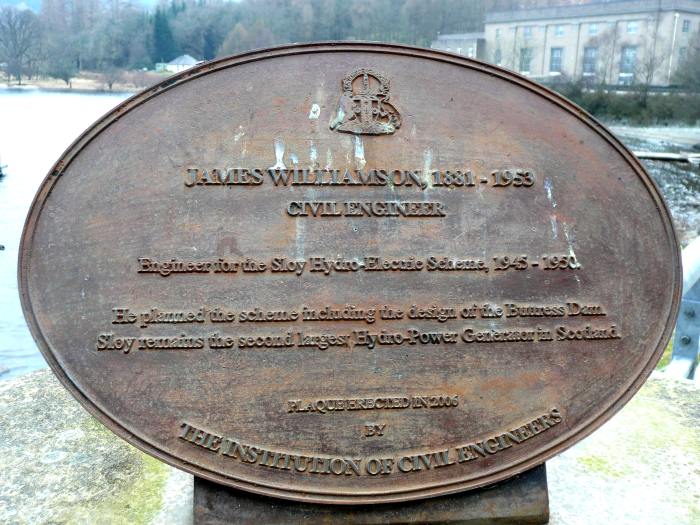 JAMES WILLIAMSON, 1881 - 1953
CIVIL ENGINEER
Engineer for the Sloy Hydro-Electric Scheme, 1945 - 1950.
He planned the scheme including the design of the Buttress Dam
Sloy remains the second largest Hydro-Power Generater in Scotland.
PLAQUE ERECTED IN 2006
BY
THE INSTITUTION OF CIVIL ENGINEERS